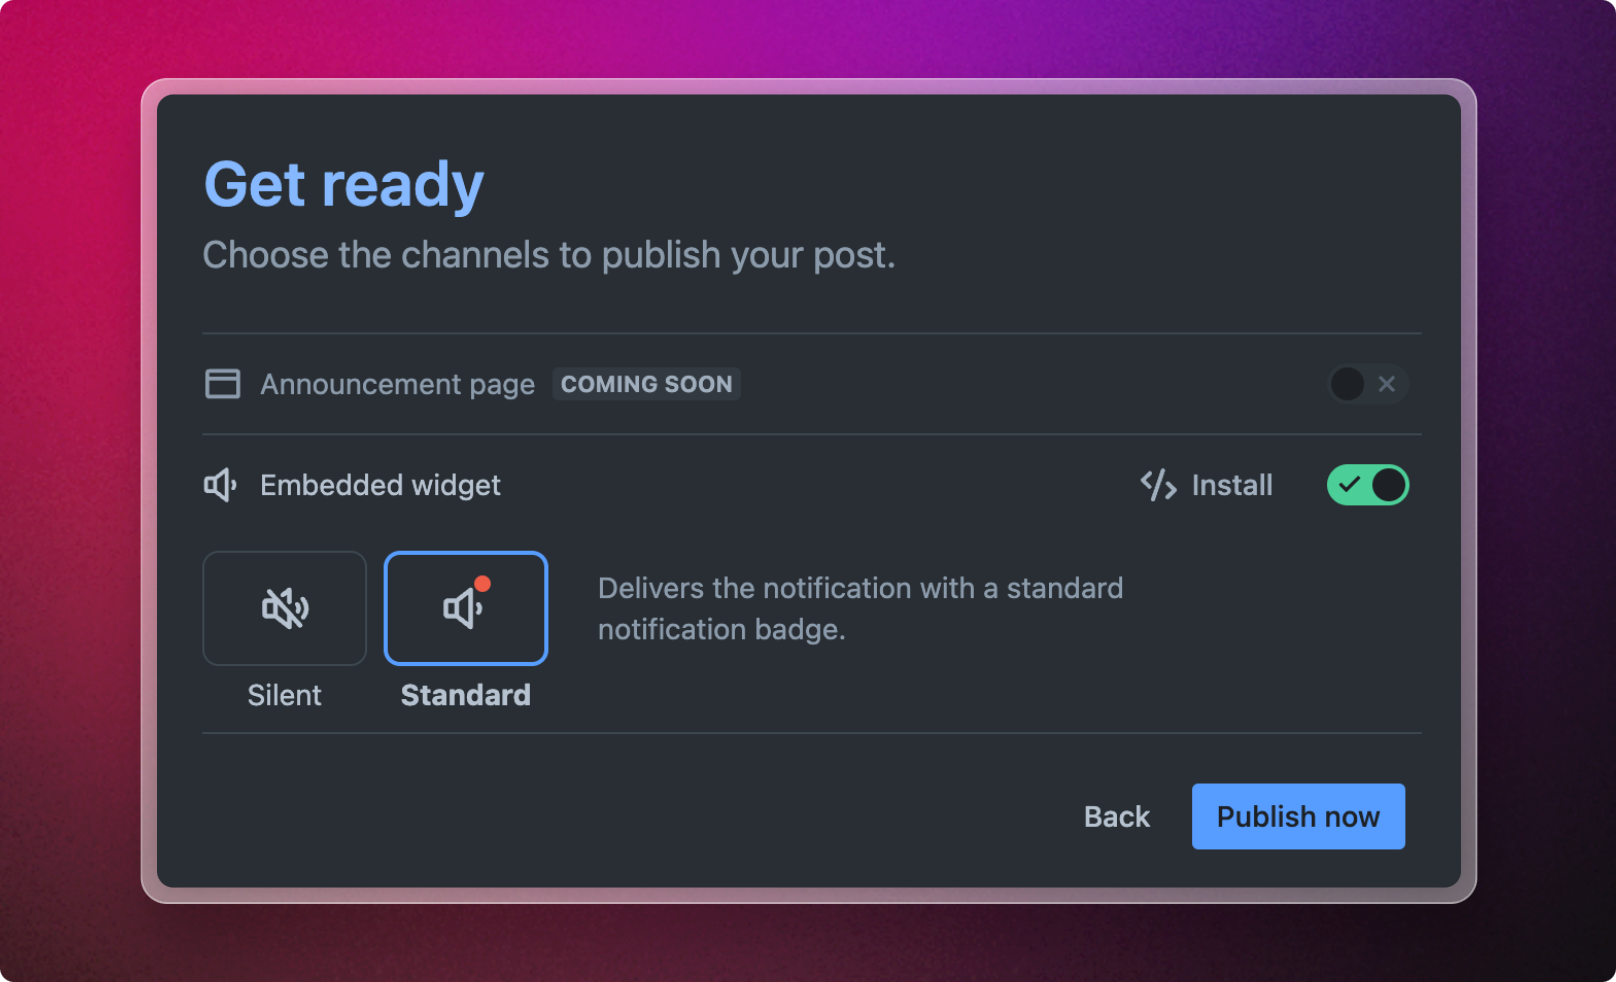 Get ready
Choose the channels to publish your post.
Announcement page COMING SOON
Embedded widget Install
Delivers the notification with a standard
notification badge.
Silent Standard
Back Publish now